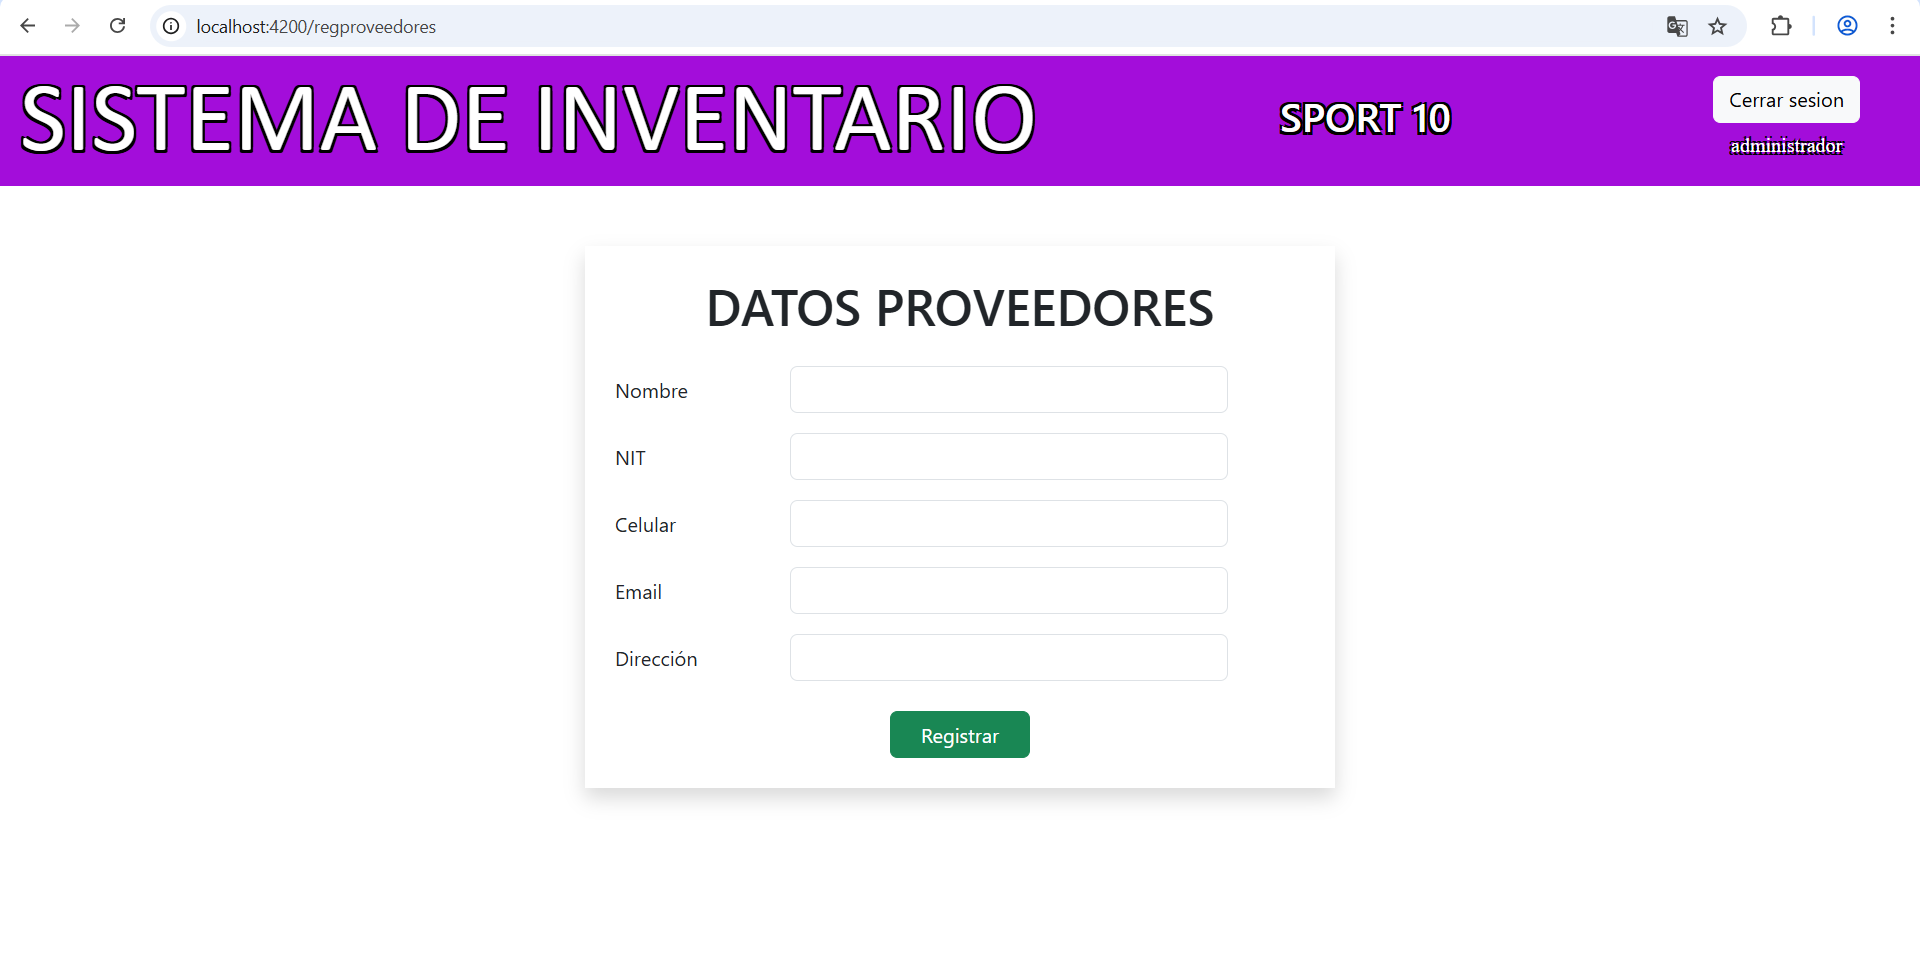 localhost:4200/regproveedores
SISTEMA DE INVENTARIO
SPORT 10
Cerrar sesion
administrador
DATOS PROVEEDORES
Nombre
NIT
Celular
Email
Dirección
Registrar